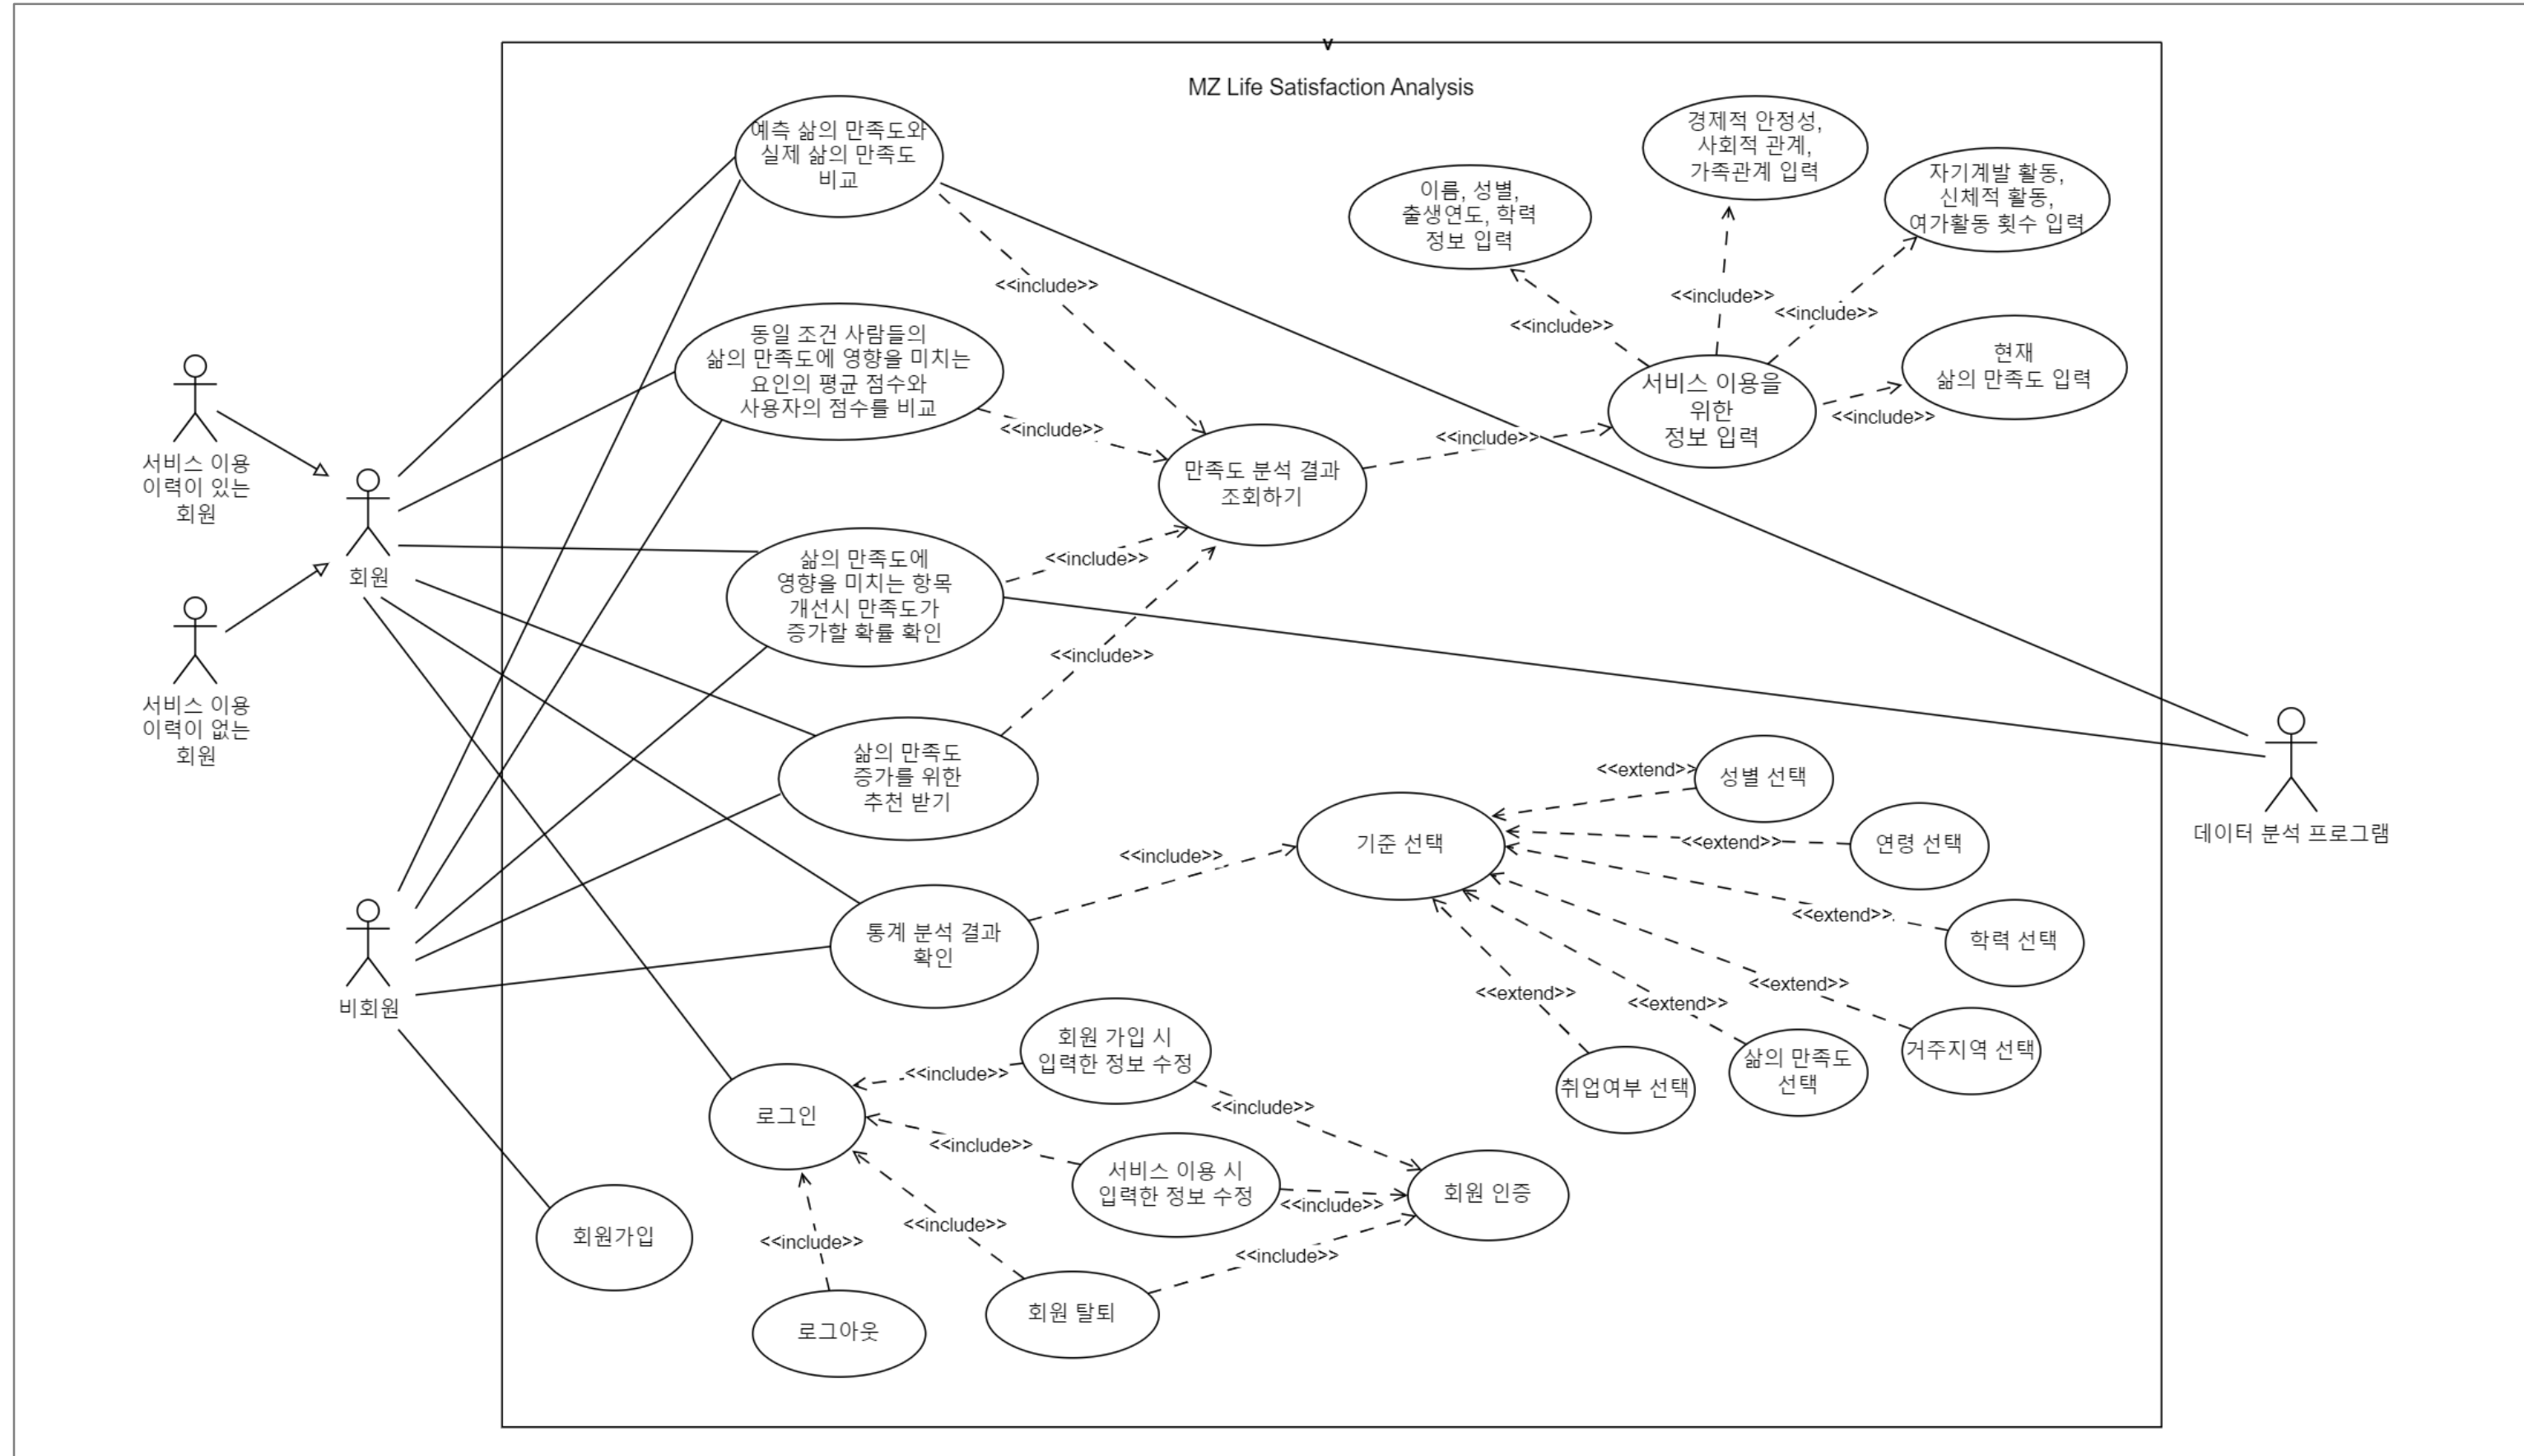 MZ Life Satisfaction Analysis
예측 삶의 만족도와
실제 삶의 만족도
비교
경제적 안정성,
사회적 관계,
가족관계 입력
이름, 성별,
출생연도, 학력
정보 입력
자기계발 활동,
신체적 활동,
여가활동 횟수 입력
<<include>>
<<include>>
<<include>>
<<include>>
동일 조건 사람들의
삶의 만족도에 영향을 미치는
요인의 평균 점수와
사용자의 점수를 비교
현재
삶의 만족도 입력
서비스 이용을
위한
정보 입력
<<include>>
<<include>>
<<include>>
서비스 이용
이력이 있는
회원
만족도 분석 결과
조회하기
회원
삶의 만족도에
영향을 미치는 항목
개선시 만족도가
증가할 확률 확인
<<include>>
<<include>>
서비스 이용
이력이 없는
회원
삶의 만족도
증가를 위한
추천 받기
<<extend>>
성별 선택
데이터 분석 프로그램
<<include>>
기준 선택
<<extend>>
연령 선택
<<extend>>
학력 선택
통계 분석 결과
확인
비회원
<<extend>>
<<extend>>
<<extend>>
거주지역 선택
삶의 만족도
선택
취업여부 선택
회원 가입 시
입력한 정보 수정
<<include>>
<<include>>
로그인
<<include>>
서비스 이용 시
입력한 정보 수정
<<include>>
회원 인증
<<include>>
<<include>>
<<include>>
회원가입
회원 탈퇴
로그아웃